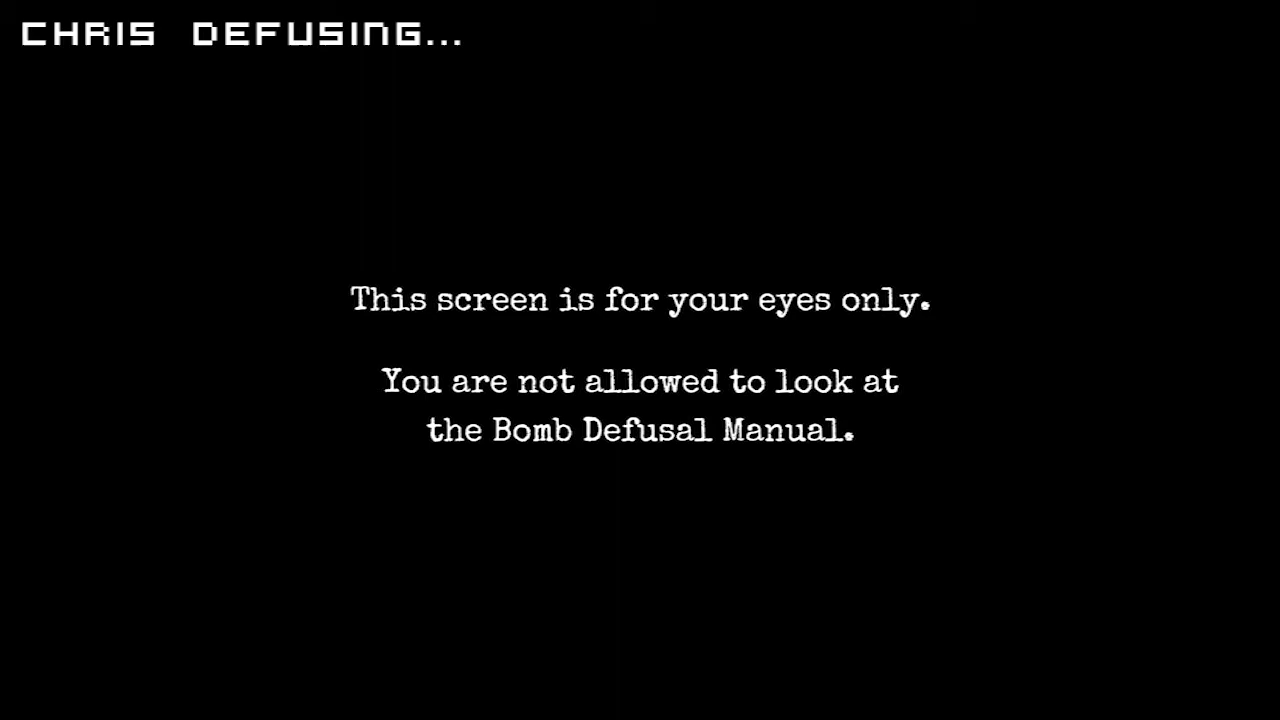 CHRIS DEFUSING...
This screen is for your eyes only.
You are not allowed to look at
the Bomb Defusal Manual.